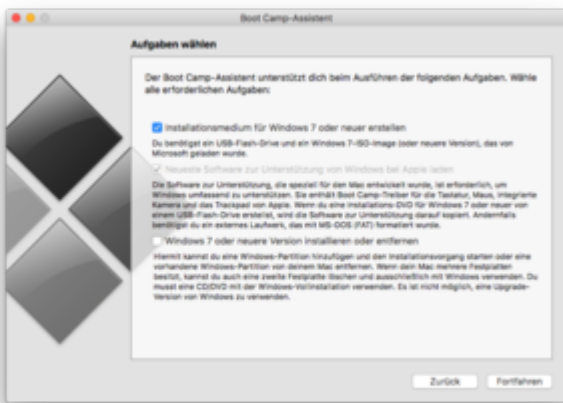 Boot Camp-Assistent
Aufgaben wählen
Der Boot Camp-Assistent unterstützt dich beim Ausführen der folgenden Aufgaben. Wähle
alle erforderlichen Aufgaben:
Installationsmedium für Windows 7 oder neuer erstellen
Du benötigst ein USB-Flash-Drive und ein Windows 7-ISO-Image (oder neuere Version), das von
Microsoft geladen wurde.
Neueste Software zur Unterstützung von Windows bei Apple laden
Die Software zur Unterstützung, die speziell für den Mac entwickelt wurde, ist erforderlich, um
Windows umfassend zu unterstützen. Sie enthält Boot Camp-Treiber für die Tastatur, Maus, integrierte
Kamera und das Trackpad von Apple. Wenn du eine Installations-DVD für Windows 7 oder neuer von
einem USB-Flash-Drive erstellst, wird die Software zur Unterstützung darauf kopiert. Andernfalls
benötigst du ein externes Laufwerk, das mit MS-DOS (FAT) formatiert wurde.
Windows 7 oder neuere Version installieren oder entfernen
Hiermit kannst du eine Windows-Partition hinzufügen und den Installationsvorgang starten oder eine
vorhandene Windows-Partition von deinem Mac entfernen. Wenn dein Mac mehrere Festplatten
besitzt, kannst du auch eine zweite Festplatte löschen und ausschließlich mit Windows verwenden. Du
musst eine CD/DVD mit der Windows-Vollinstallation verwenden. Es ist nicht möglich, eine Upgrade-
Version von Windows zu verwenden.
Zurück
Fortfahren